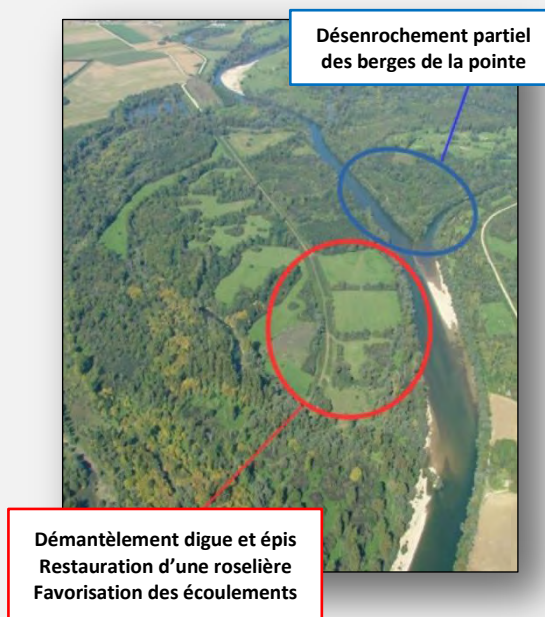 Désenrochement partiel
des berges de la pointe
Démantèlement digue et épis
Restauration d’une roselière
Favorisation des écoulements